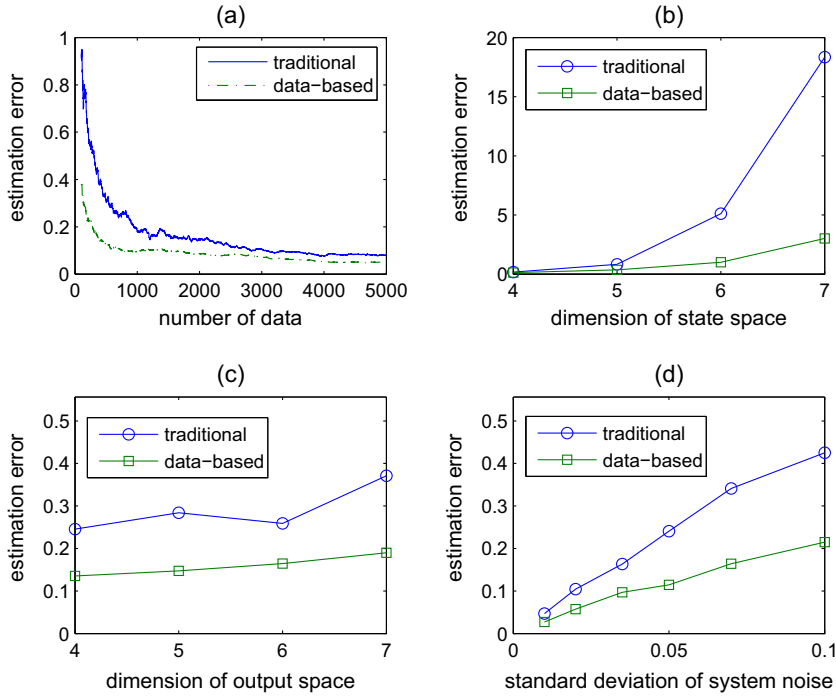 (a)
estimation error
1
0.8
0.6
0.4
0.2
0
traditional
data−based
0 1000 2000 3000 4000 5000
number of data
(b)
estimation error
20
15
10
5
0
traditional
data−based
4 5 6 7
dimension of state space
(c)
estimation error
0.5
0.4
0.3
0.2
0.1
0
traditional
data−based
4 5 6 7
dimension of output space
(d)
estimation error
0.5
0.4
0.3
0.2
0.1
0
traditional
data−based
0 0.05 0.1
standard deviation of system noise